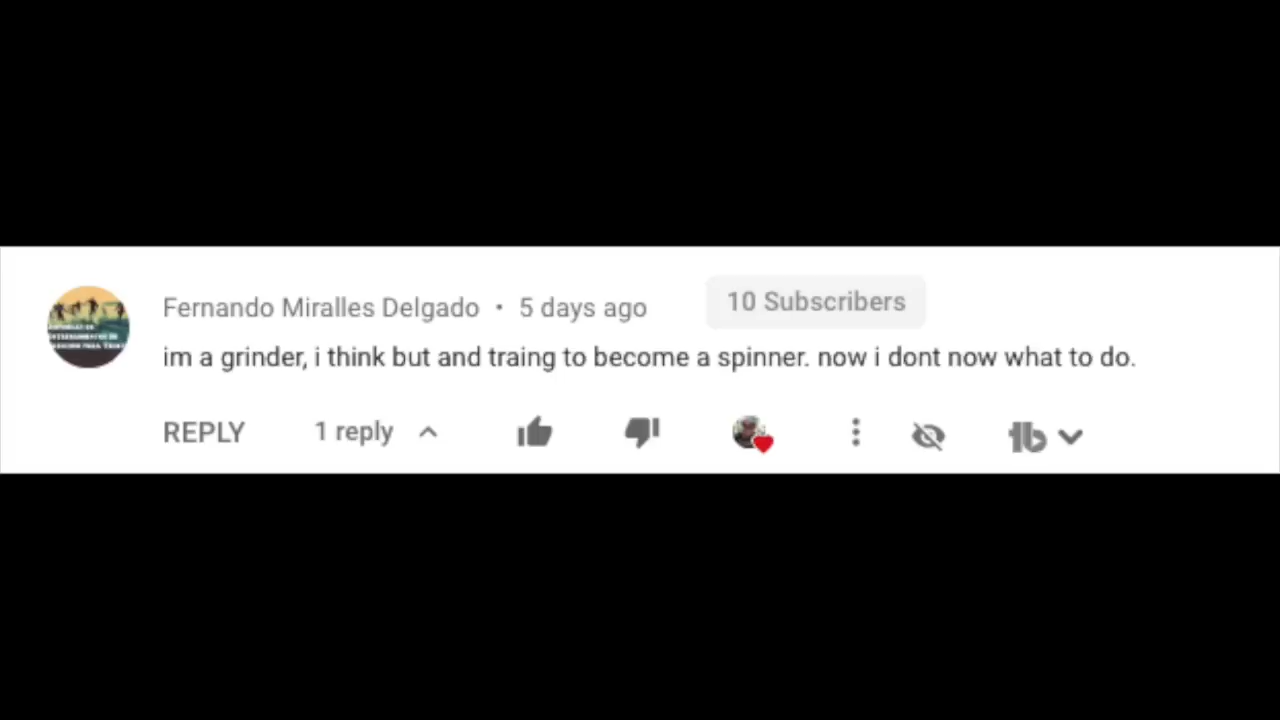 Fernando Miralles Delgado • 5 days ago 10 Subscribers
im a grinder, i think but and traing to become a spinner. now i dont now what to do.
REPLY 1 reply